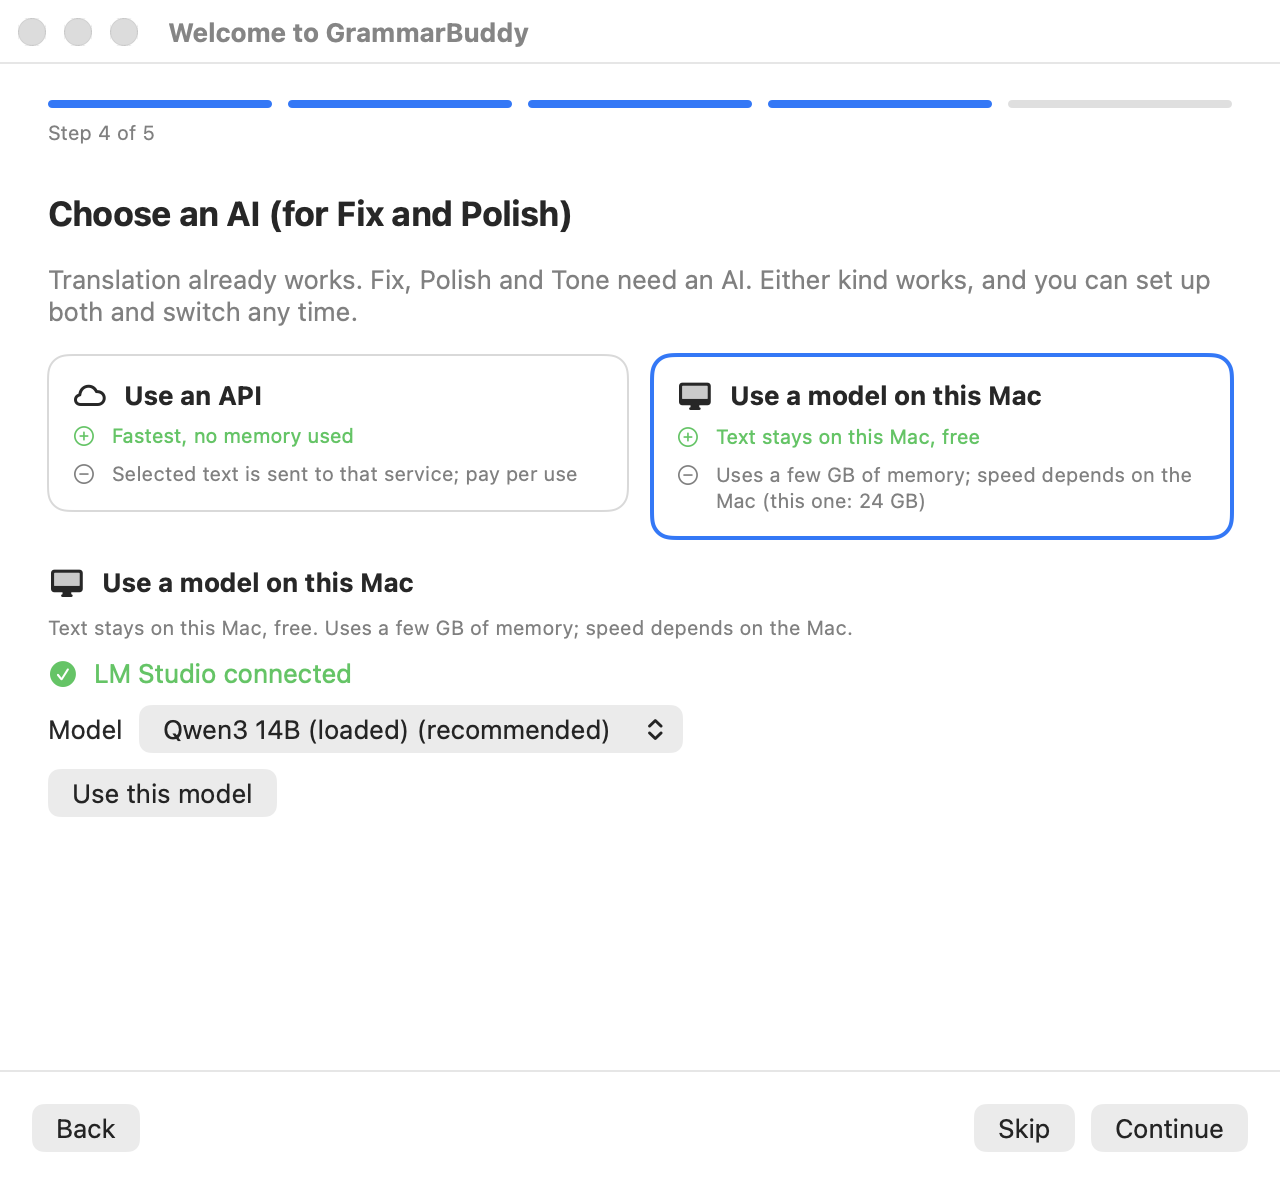 Welcome to GrammarBuddy
Step 4 of 5
Choose an AI (for Fix and Polish)
Translation already works. Fix, Polish and Tone need an AI. Either kind works, and you can set up
both and switch any time.
Use an API
Fastest, no memory used
Selected text is sent to that service; pay per use
Use a model on this Mac
Text stays on this Mac, free
Uses a few GB of memory; speed depends on the
Mac (this one: 24 GB)
Use a model on this Mac
Text stays on this Mac, free. Uses a few GB of memory; speed depends on the Mac.
LM Studio connected
Model Qwen3 14B (loaded) (recommended)
Use this model
Back Skip Continue